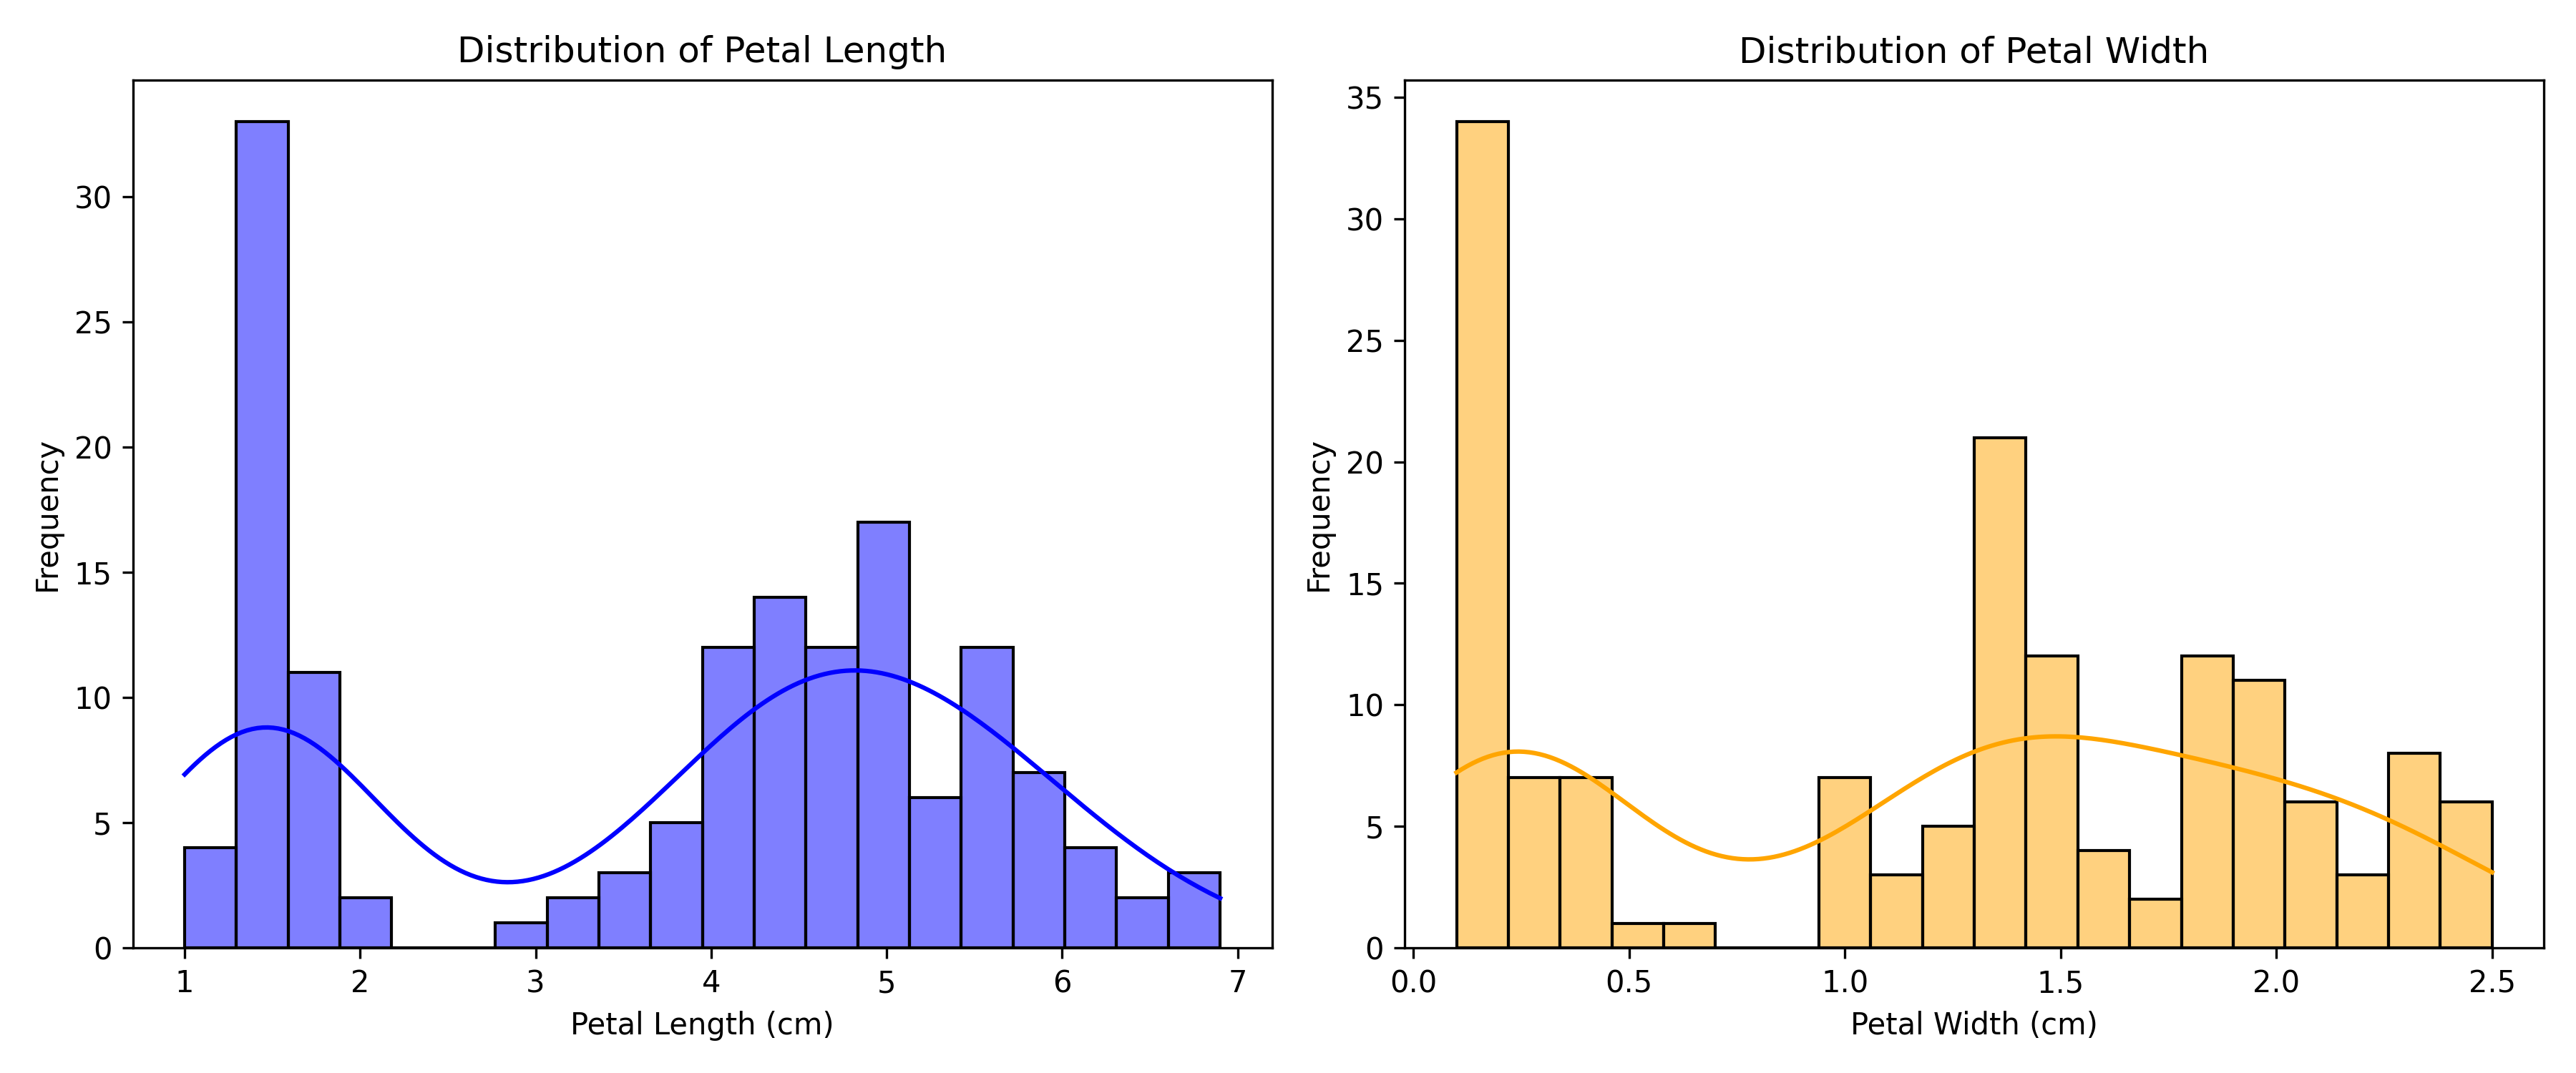 Distribution of Petal Length
30
25
20
15
10
5
0
Frequency
1 2 3 4 5 6 7
Petal Length (cm)
Distribution of Petal Width
35
30
25
20
15
10
5
0
Frequency
0.0 0.5 1.0 1.5 2.0 2.5
Petal Width (cm)